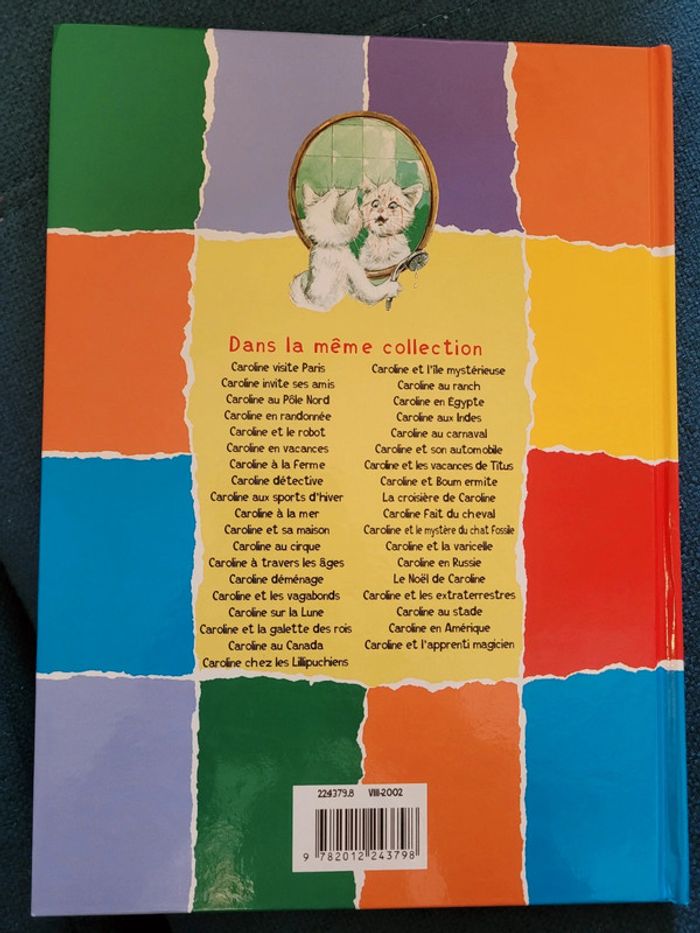 Dans la même collection
Caroline visite Paris
Caroline invite ses amis
Caroline au Pôle Nord
Caroline en randonnée
Caroline et le robot
Caroline en vacances
Caroline à la Ferme
Caroline détective
Caroline aux sports d'hiver
Caroline à la mer
Caroline et sa maison
Caroline au cirque
Caroline à travers les âges
Caroline déménage
Caroline et les vagabonds
Caroline sur la Lune
Caroline et la galette des rois
Caroline au Canada
Caroline chez les Lillipuchiens
Caroline et l'île mystérieuse
Caroline au ranch
Caroline en Égypte
Caroline aux Indes
Caroline au carnaval
Caroline et son automobile
Caroline et les vacances de Titus
Caroline et Boum ermite
La croisière de Caroline
Caroline Fait du cheval
Caroline et le mystère du chat Fossile
Caroline et la varicelle
Caroline en Russie
Le Noël de Caroline
Caroline et les extraterrestres
Caroline au stade
Caroline en Amérique
Caroline et l'apprenti magicien
224379.8 VIII-2002
9 782012 243798